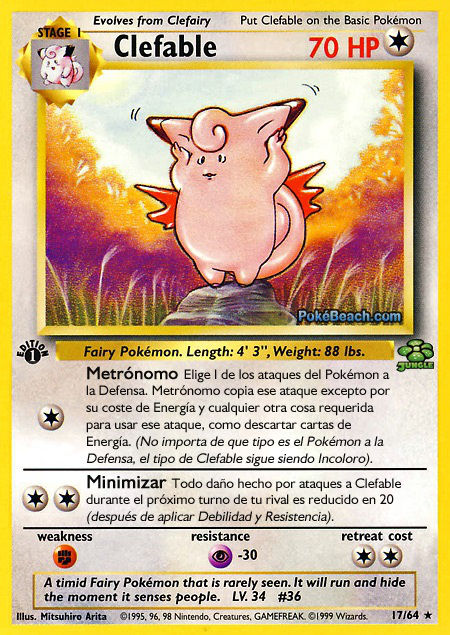 Evolves from Clefairy
Put Clefable on the Basic Pokémon
STAGE 1
Clefable
70 HP
PokéBeach.com
EDITION
1
Fairy Pokémon. Length: 4' 3", Weight: 88 lbs.
JUNGLE
Metrónomo Elige 1 de los ataques del Pokémon a
la Defensa. Metrónomo copia ese ataque excepto por
su coste de Energía y cualquier otra cosa requerida
para usar ese ataque, como descartar cartas de
Energía. (No importa de que tipo es el Pokémon a la
Defensa, el tipo de Clefable sigue siendo Incoloro).
Minimizar Todo daño hecho por ataques a Clefable
durante el próximo turno de tu rival es reducido en 20
(después de aplicar Debilidad y Resistencia).
weakness
resistance
retreat cost
-30
A timid Fairy Pokémon that is rarely seen. It will run and hide
the moment it senses people. LV. 34 #36
Illus. Mitsuhiro Arita
©1995, 96, 98 Nintendo, Creatures, GAMEFREAK. ©1999 Wizards.
17/64 ★